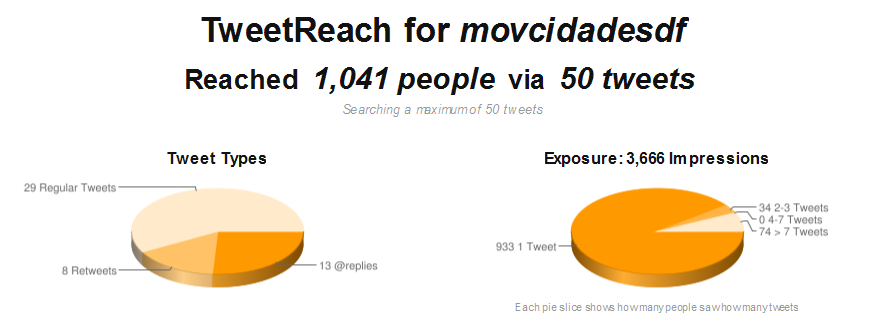 TweetReach for movcidadesdf
Reached 1,041 people via 50 tweets
Searching a maximum of 50 tweets
Tweet Types
29 Regular Tweets
8 Retweets
13 @replies
Exposure: 3,666 Impressions
34 2-3 Tweets
0 4-7 Tweets
74 > 7 Tweets
933 1 Tweet
Each pie slice shows how many people saw how many tweets